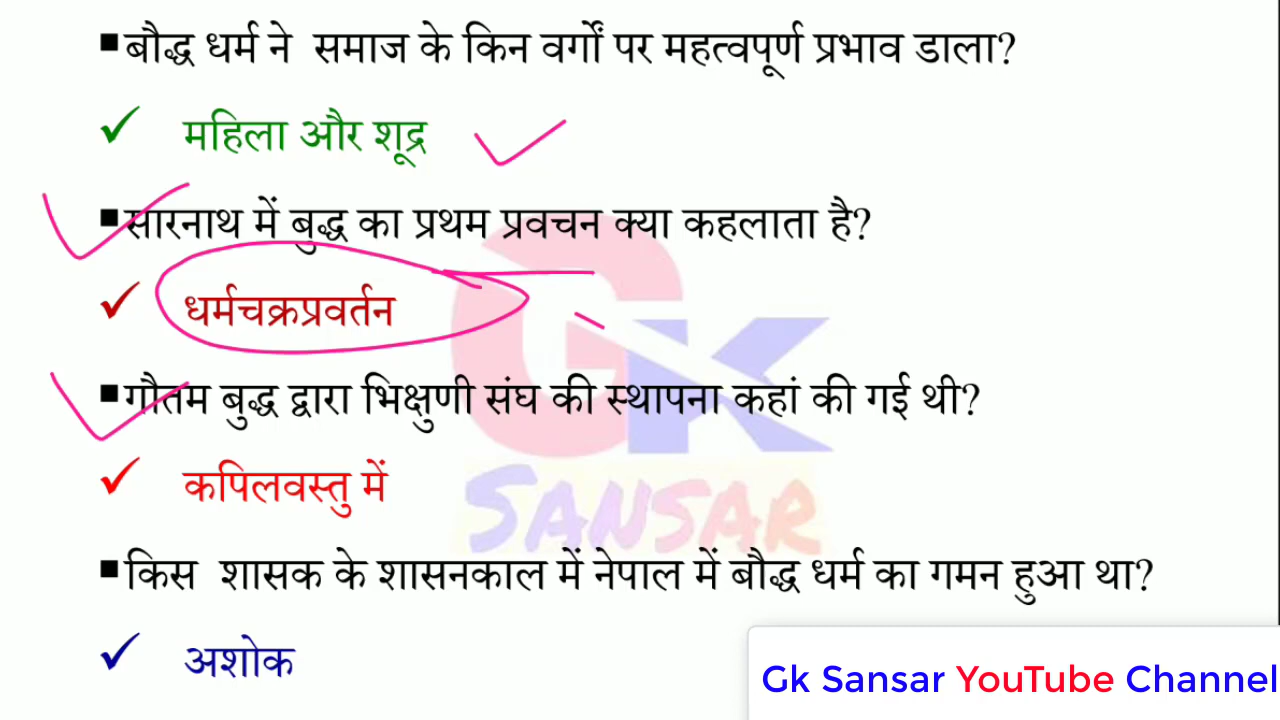 ▪बौद्ध धर्म ने समाज के किन वर्गों पर महत्वपूर्ण प्रभाव डाला?
✓ महिला और शूद्र
▪सारनाथ में बुद्ध का प्रथम प्रवचन क्या कहलाता है?
✓ धर्मचक्रप्रवर्तन
▪गौतम बुद्ध द्वारा भिक्षुणी संघ की स्थापना कहां की गई थी?
✓ कपिलवस्तु में
▪किस शासक के शासनकाल में नेपाल में बौद्ध धर्म का गमन हुआ था?
✓ अशोक
GK
SANSAR
Gk Sansar YouTube Channel